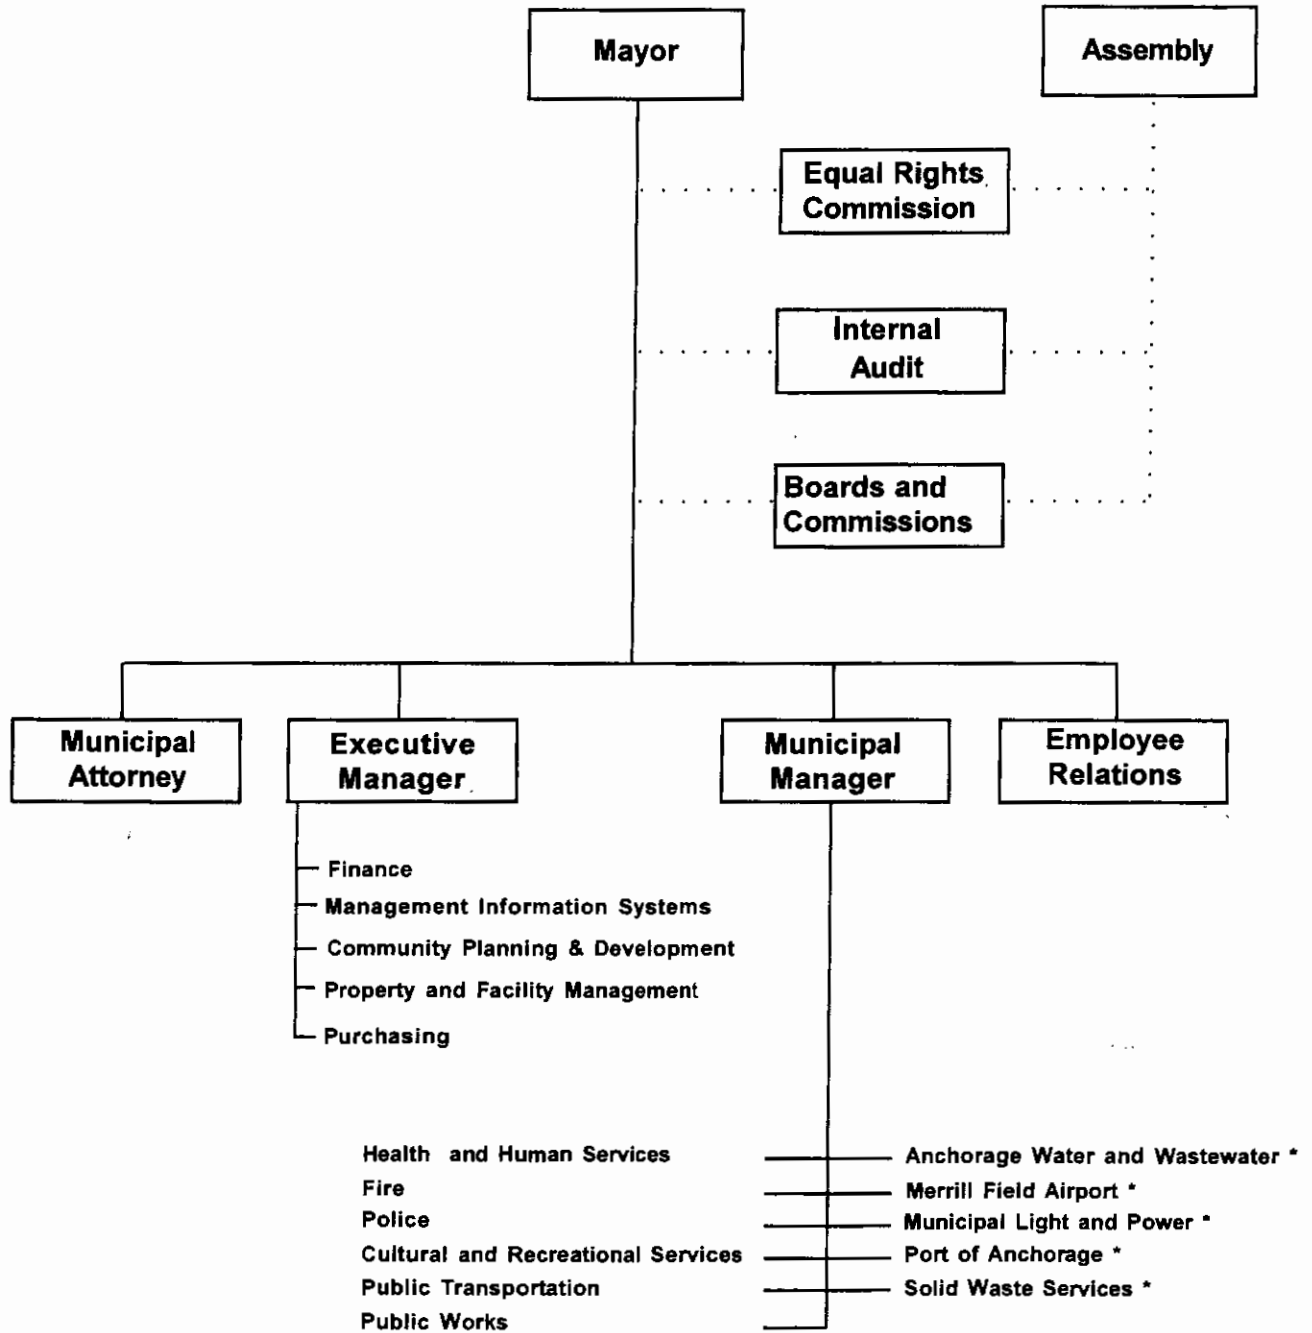 Mayor
Assembly
Equal Rights
Commission
Internal
Audit
Boards and
Commissions
Municipal
Attorney
Executive
Manager
Municipal
Manager
Employee
Relations
Finance
Management Information Systems
Community Planning & Development
Property and Facility Management
Purchasing
Health and Human Services
Fire
Police
Cultural and Recreational Services
Public Transportation
Public Works
Anchorage Water and Wastewater *
Merrill Field Airport *
Municipal Light and Power *
Port of Anchorage *
Solid Waste Services *